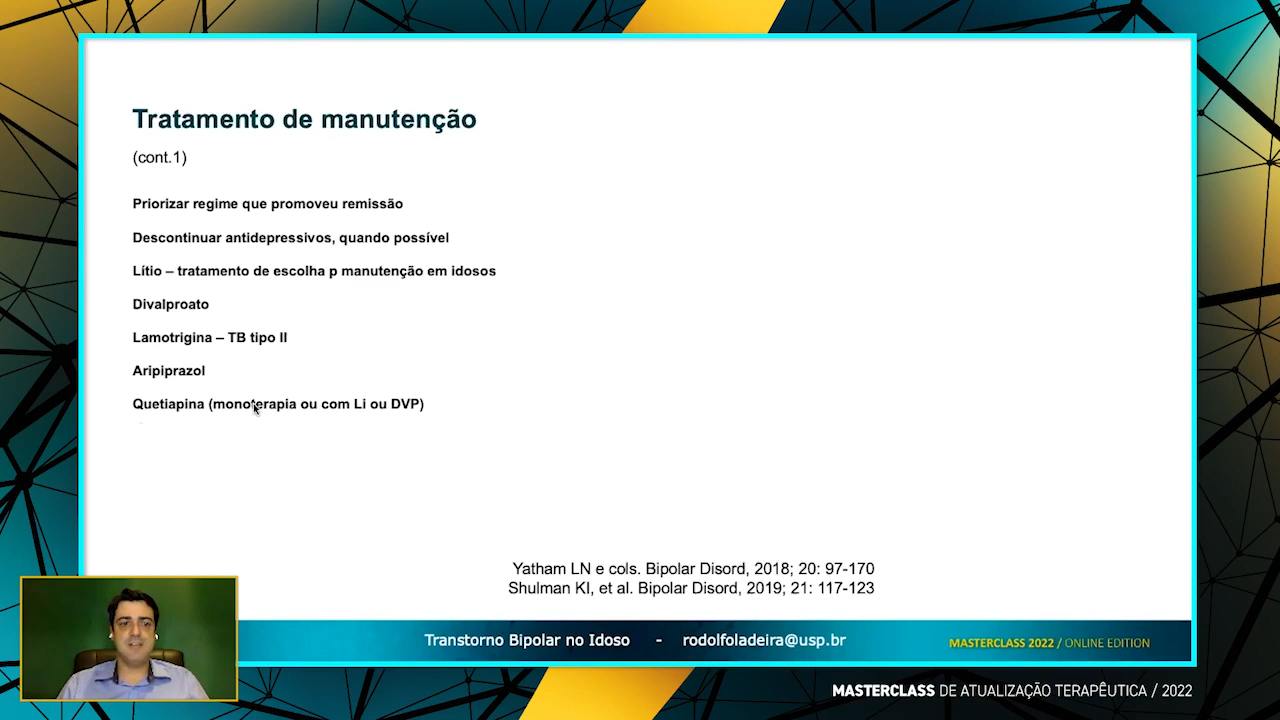 Tratamento de manutenção
(cont.1)
Priorizar regime que promoveu remissão
Descontinuar antidepressivos, quando possível
Lítio – tratamento de escolha p manutenção em idosos
Divalproato
Lamotrigina – TB tipo II
Aripiprazol
Quetiapina (monoterapia ou com Li ou DVP)
Yatham LN e cols. Bipolar Disord, 2018; 20: 97-170
Shulman KI, et al. Bipolar Disord, 2019; 21: 117-123
Transtorno Bipolar no Idoso - rodolfoladeira@usp.br
MASTERCLASS 2022 / ONLINE EDITION
MASTERCLASS DE ATUALIZAÇÃO TERAPÊUTICA / 2022